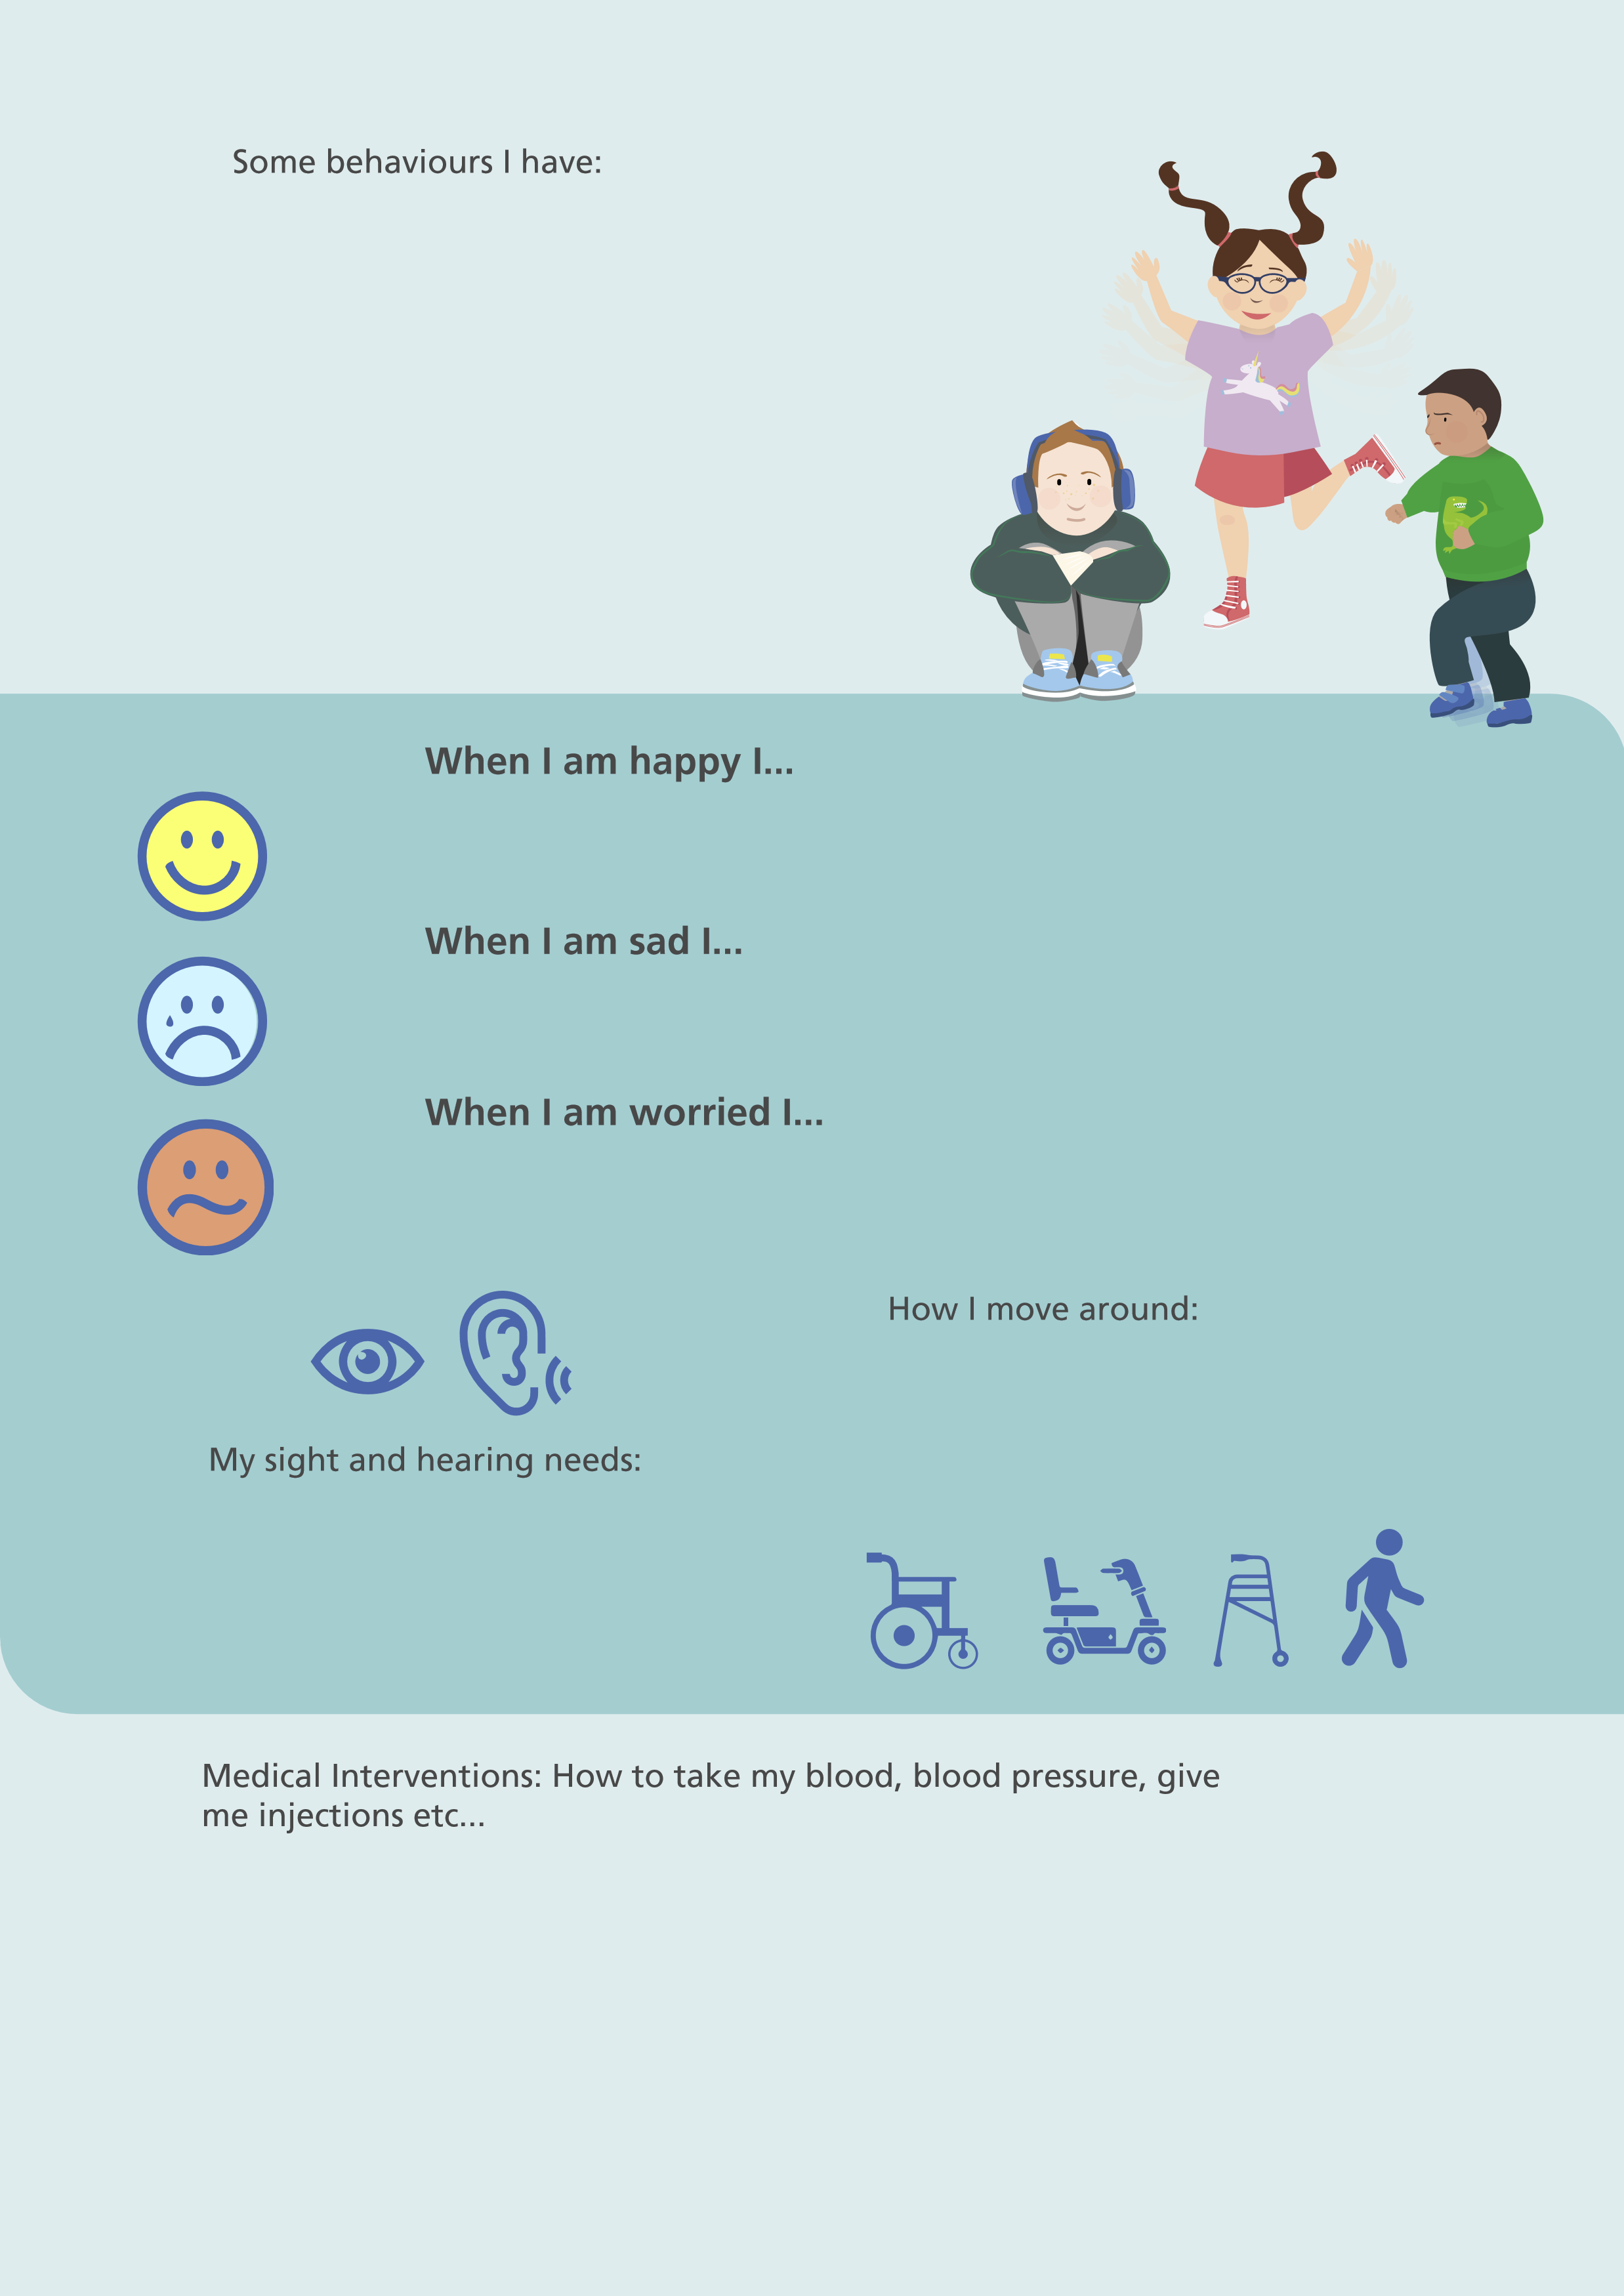 Some behaviours I have:
When I am happy I...
When I am sad I...
When I am worried I...
How I move around:
My sight and hearing needs:
Medical Interventions: How to take my blood, blood pressure, give
me injections etc...